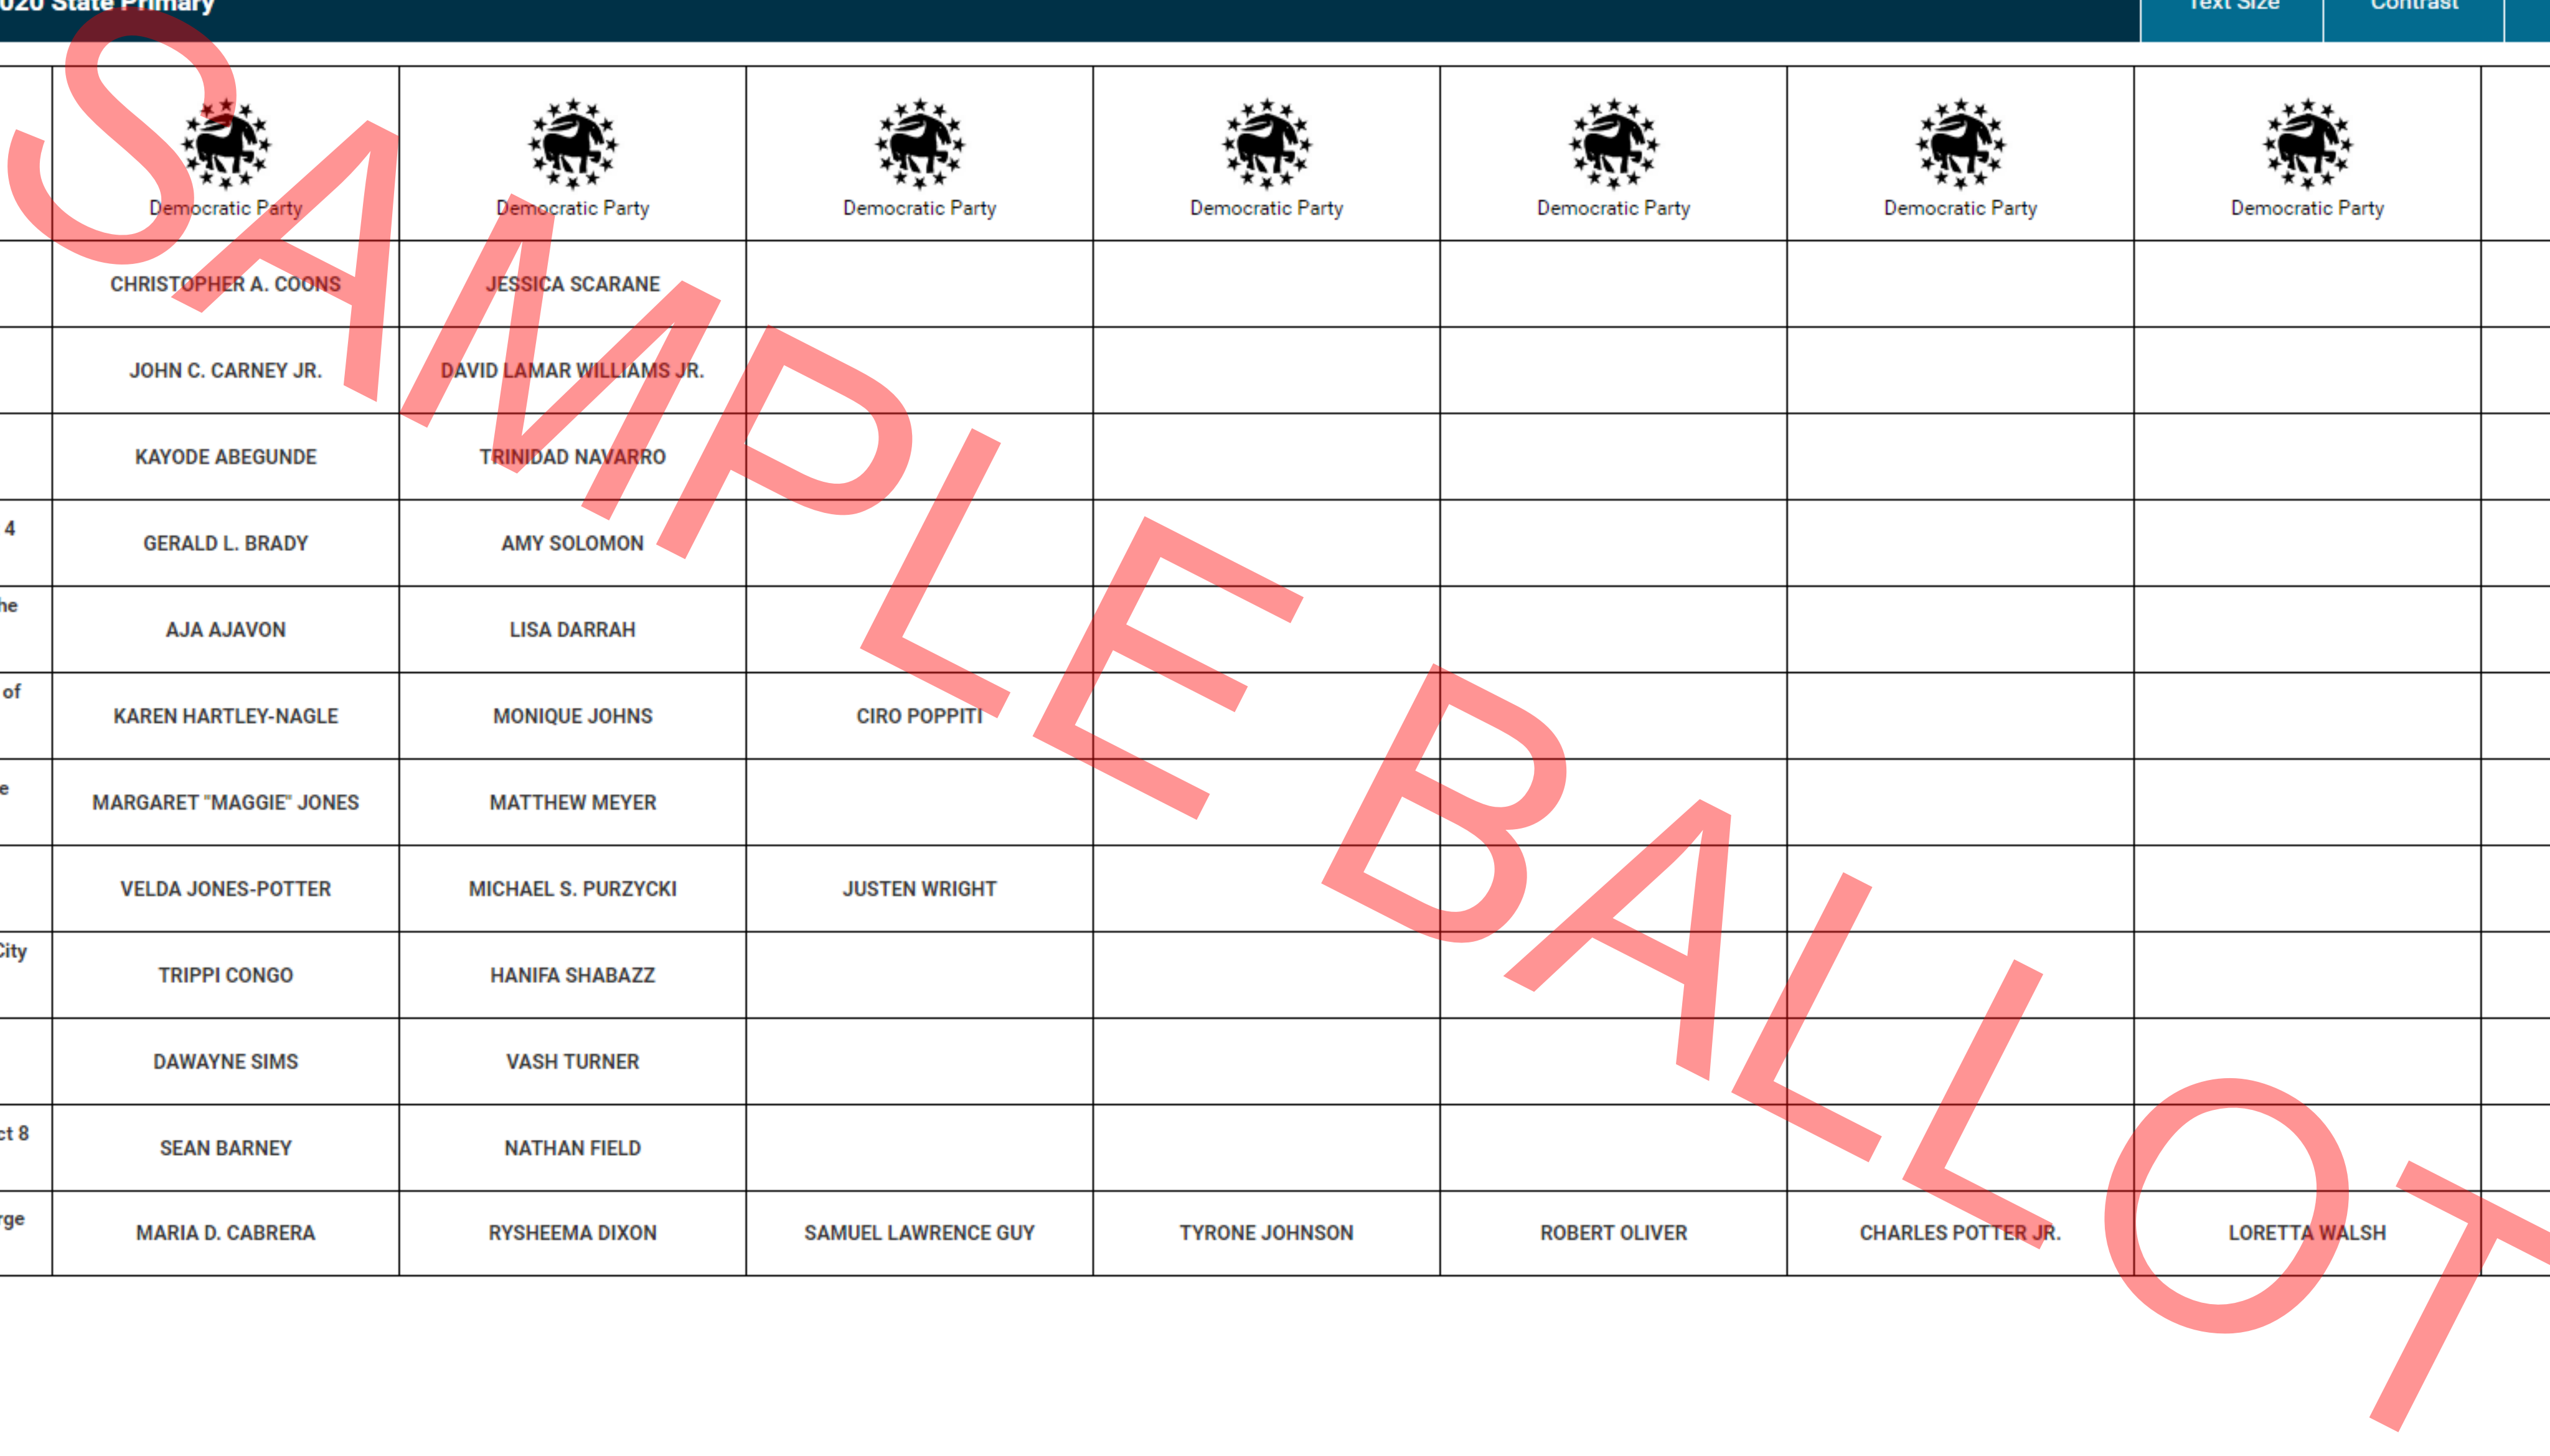 020 State Primary
Text Size Contrast
Democratic Party Democratic Party Democratic Party Democratic Party Democratic Party Democratic Party Democratic Party
CHRISTOPHER A. COONS JESSICA SCARANE
JOHN C. CARNEY JR. DAVID LAMAR WILLIAMS JR.
KAYODE ABEGUNDE TRINIDAD NAVARRO
4 GERALD L. BRADY AMY SOLOMON
he AJA AJAVON LISA DARRAH
of KAREN HARTLEY-NAGLE MONIQUE JOHNS CIRO POPPITI
e MARGARET "MAGGIE" JONES MATTHEW MEYER
VELDA JONES-POTTER MICHAEL S. PURZYCKI JUSTEN WRIGHT
City TRIPPI CONGO HANIFA SHABAZZ
DAWAYNE SIMS VASH TURNER
ct 8 SEAN BARNEY NATHAN FIELD
rge MARIA D. CABRERA RYSHEEMA DIXON SAMUEL LAWRENCE GUY TYRONE JOHNSON ROBERT OLIVER CHARLES POTTER JR. LORETTA WALSH
SAMPLE BALLOT